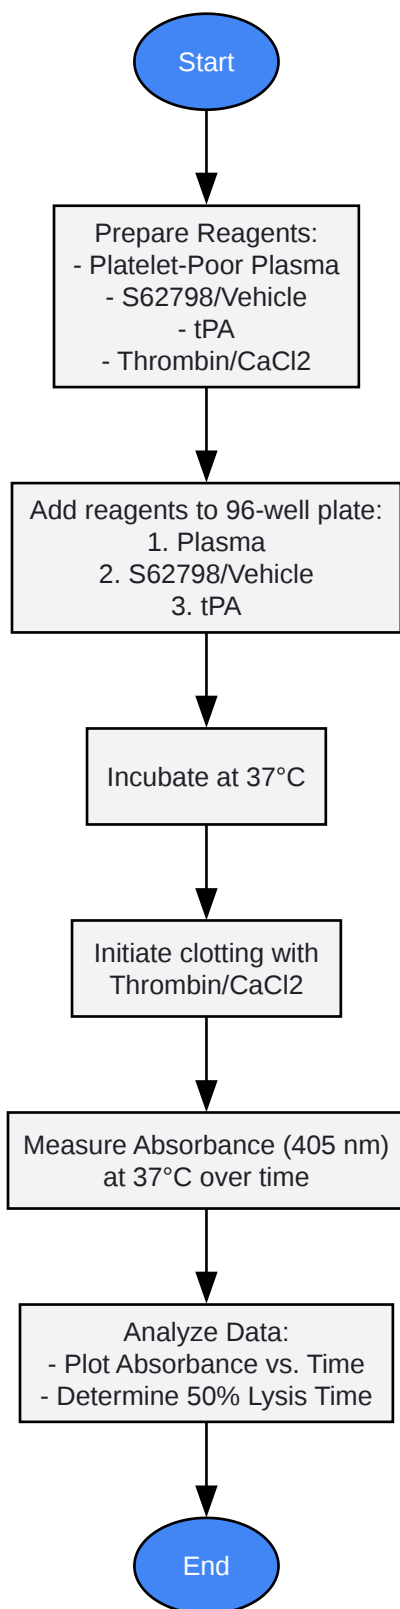 Start
Prepare Reagents:
- Platelet-Poor Plasma
- S62798/Vehicle
- tPA
- Thrombin/CaCl2
Add reagents to 96-well plate:
1. Plasma
2. S62798/Vehicle
3. tPA
Incubate at 37°C
Initiate clotting with
Thrombin/CaCl2
Measure Absorbance (405 nm)
at 37°C over time
Analyze Data:
- Plot Absorbance vs. Time
- Determine 50% Lysis Time
End